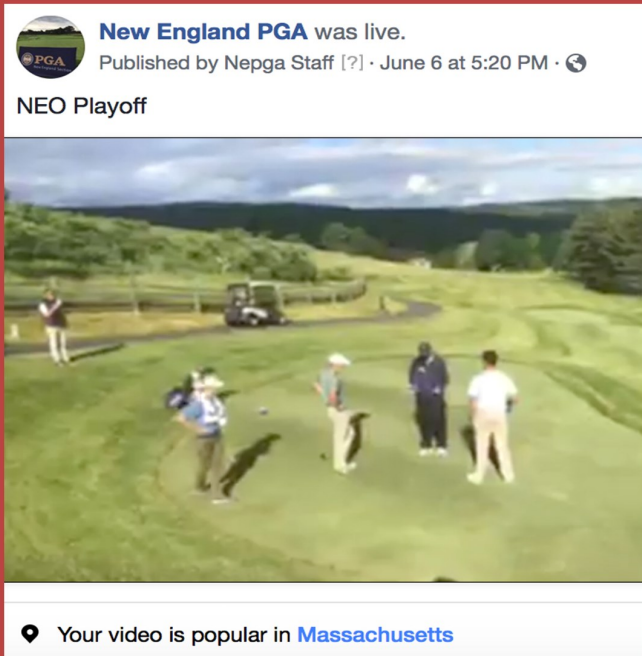 New England PGA was live.
Published by Nepga Staff [?] · June 6 at 5:20 PM ·
NEO Playoff
PGA
Your video is popular in Massachusetts